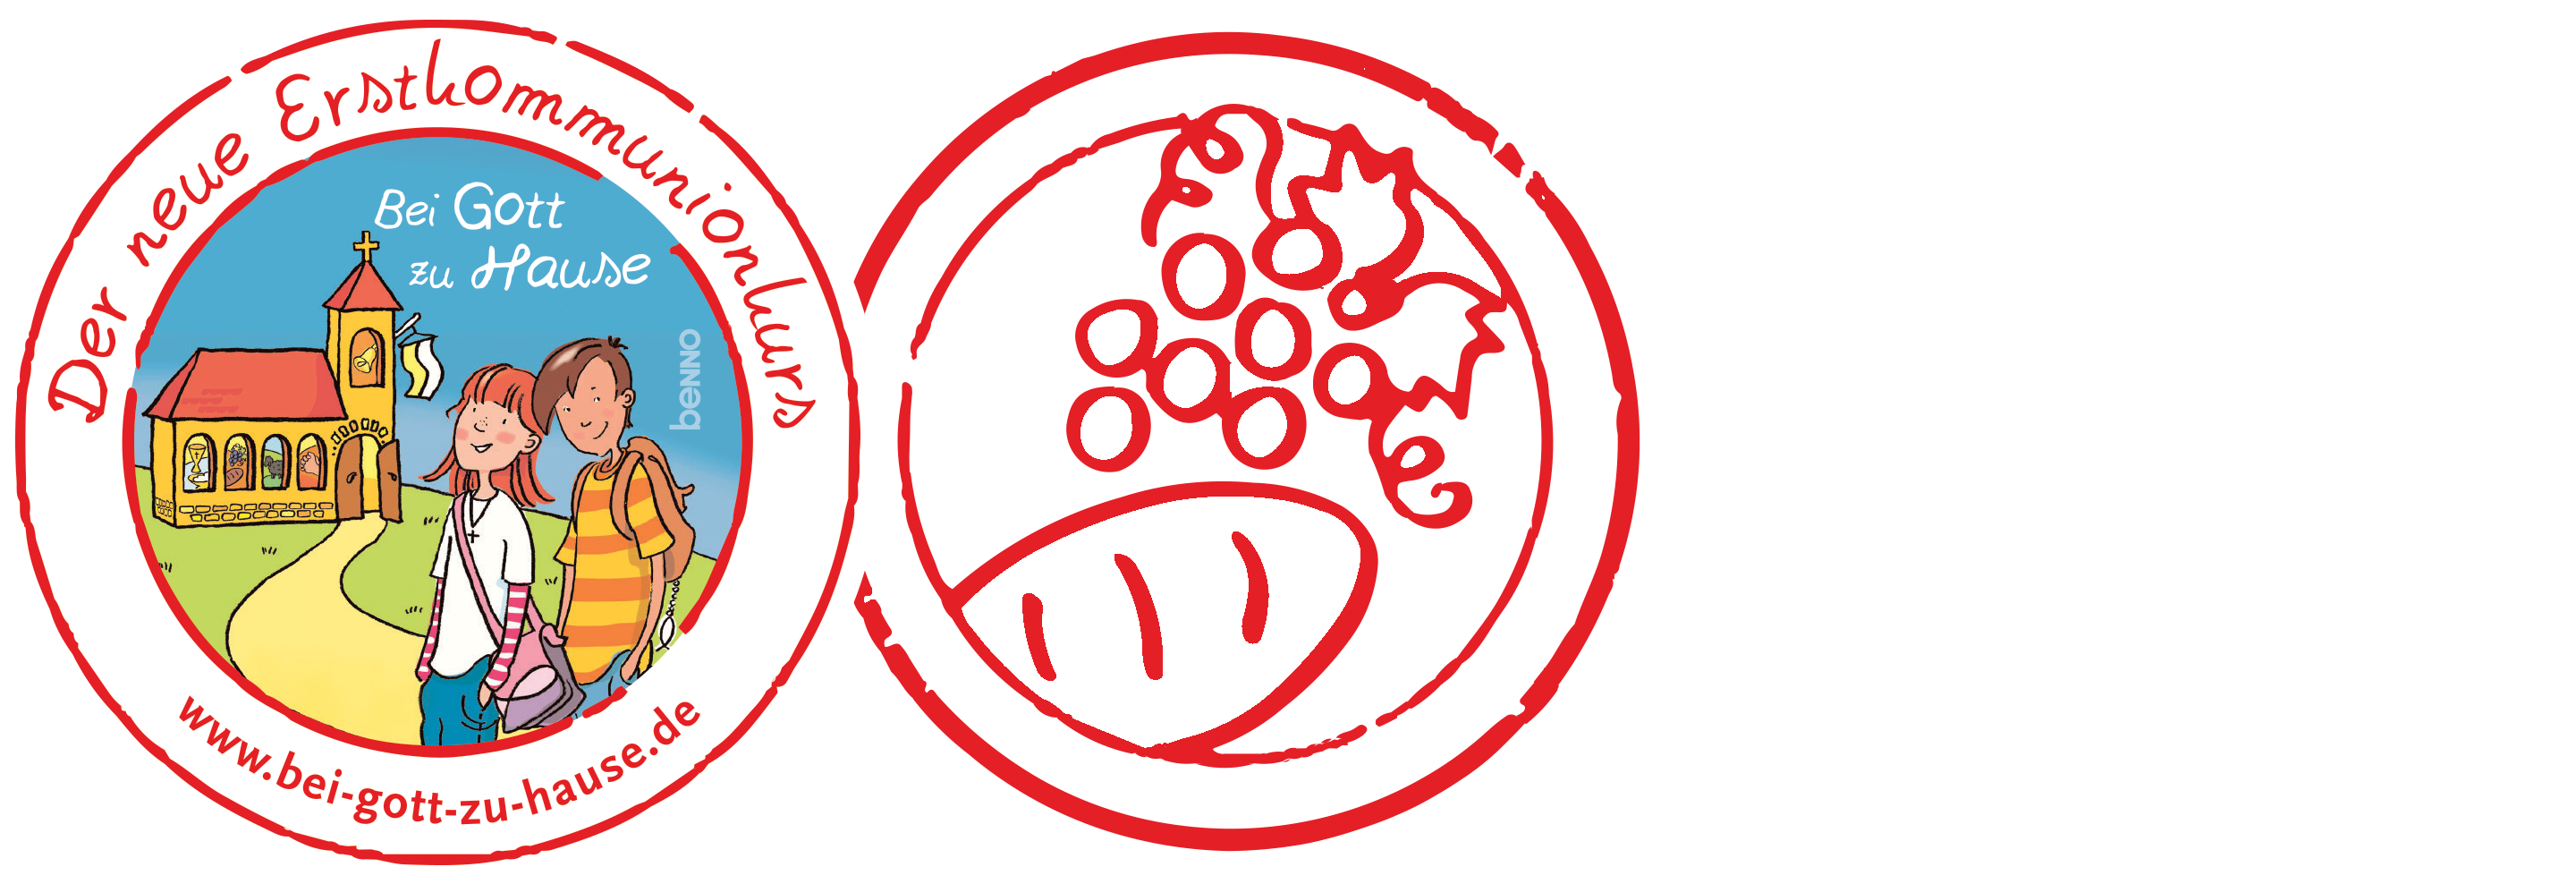 Der neue Erstkommunionkurs
Bei Gott
zu Hause
benno
www.bei-gott-zu-hause.de